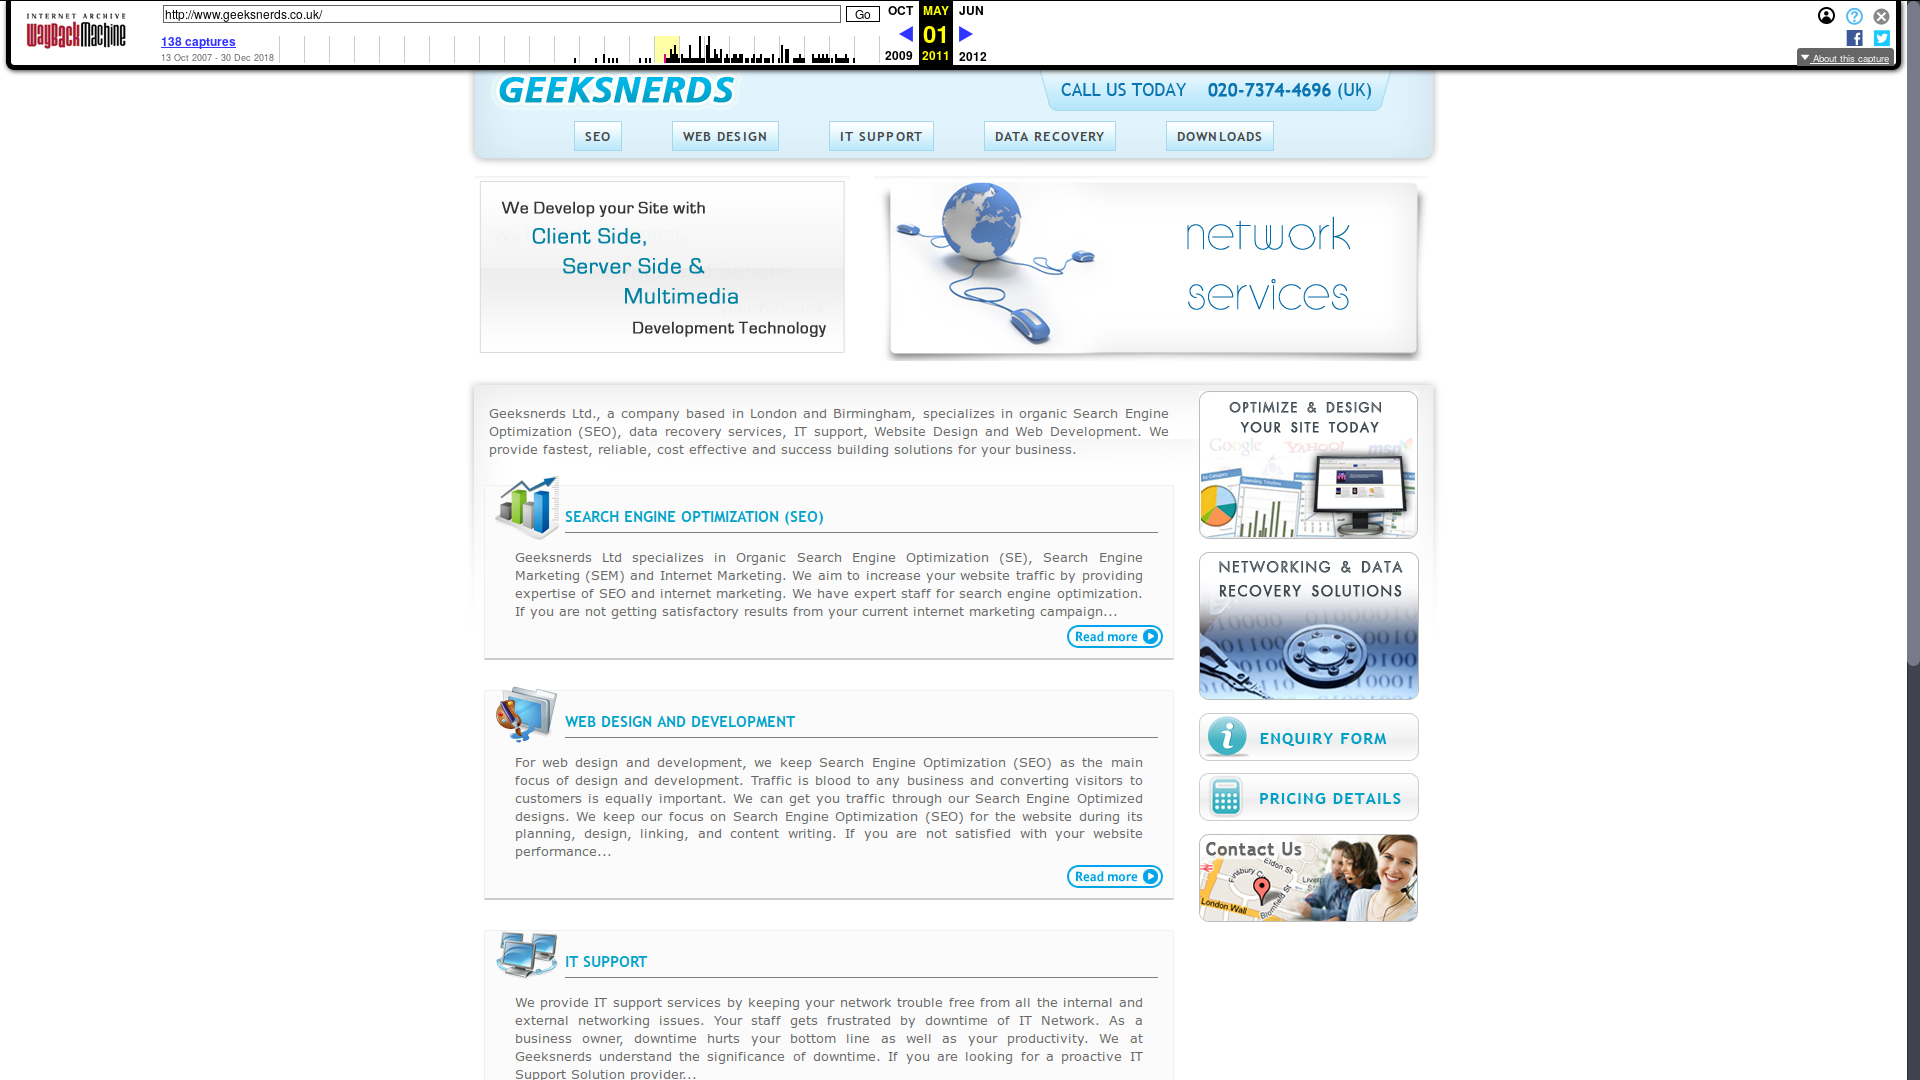 INTERNET ARCHIVE
WayBackMachine
http://www.geeksnerds.co.uk/
Go
138 captures
13 Oct 2007 - 30 Dec 2018
OCT MAY JUN
01
2009 2011 2012
About this capture
GEEKSNERDS
CALL US TODAY 020-7374-4696 (UK)
SEO
WEB DESIGN
IT SUPPORT
DATA RECOVERY
DOWNLOADS
We Develop your Site with
Client Side,
Server Side &
Multimedia
Development Technology
network
services
Geeksnerds Ltd., a company based in London and Birmingham, specializes in organic Search Engine
Optimization (SEO), data recovery services, IT support, Website Design and Web Development. We
provide fastest, reliable, cost effective and success building solutions for your business.
SEARCH ENGINE OPTIMIZATION (SEO)
Geeksnerds Ltd specializes in Organic Search Engine Optimization (SE), Search Engine
Marketing (SEM) and Internet Marketing. We aim to increase your website traffic by providing
expertise of SEO and internet marketing. We have expert staff for search engine optimization.
If you are not getting satisfactory results from your current internet marketing campaign...
Read more
WEB DESIGN AND DEVELOPMENT
For web design and development, we keep Search Engine Optimization (SEO) as the main
focus of design and development. Traffic is blood to any business and converting visitors to
customers is equally important. We can get you traffic through our Search Engine Optimized
designs. We keep our focus on Search Engine Optimization (SEO) for the website during its
planning, design, linking, and content writing. If you are not satisfied with your website
performance...
Read more
IT SUPPORT
We provide IT support services by keeping your network trouble free from all the internal and
external networking issues. Your staff gets frustrated by downtime of IT Network. As a
business owner, downtime hurts your bottom line as well as your productivity. We at
Geeksnerds understand the significance of downtime. If you are looking for a proactive IT
Support Solution provider...
OPTIMIZE & DESIGN
YOUR SITE TODAY
Google YAHOO! msn
NETWORKING & DATA
RECOVERY SOLUTIONS
ENQUIRY FORM
PRICING DETAILS
Contact Us
Eldon St
Finsbury C
Liverp
London Wall
Blomfield St